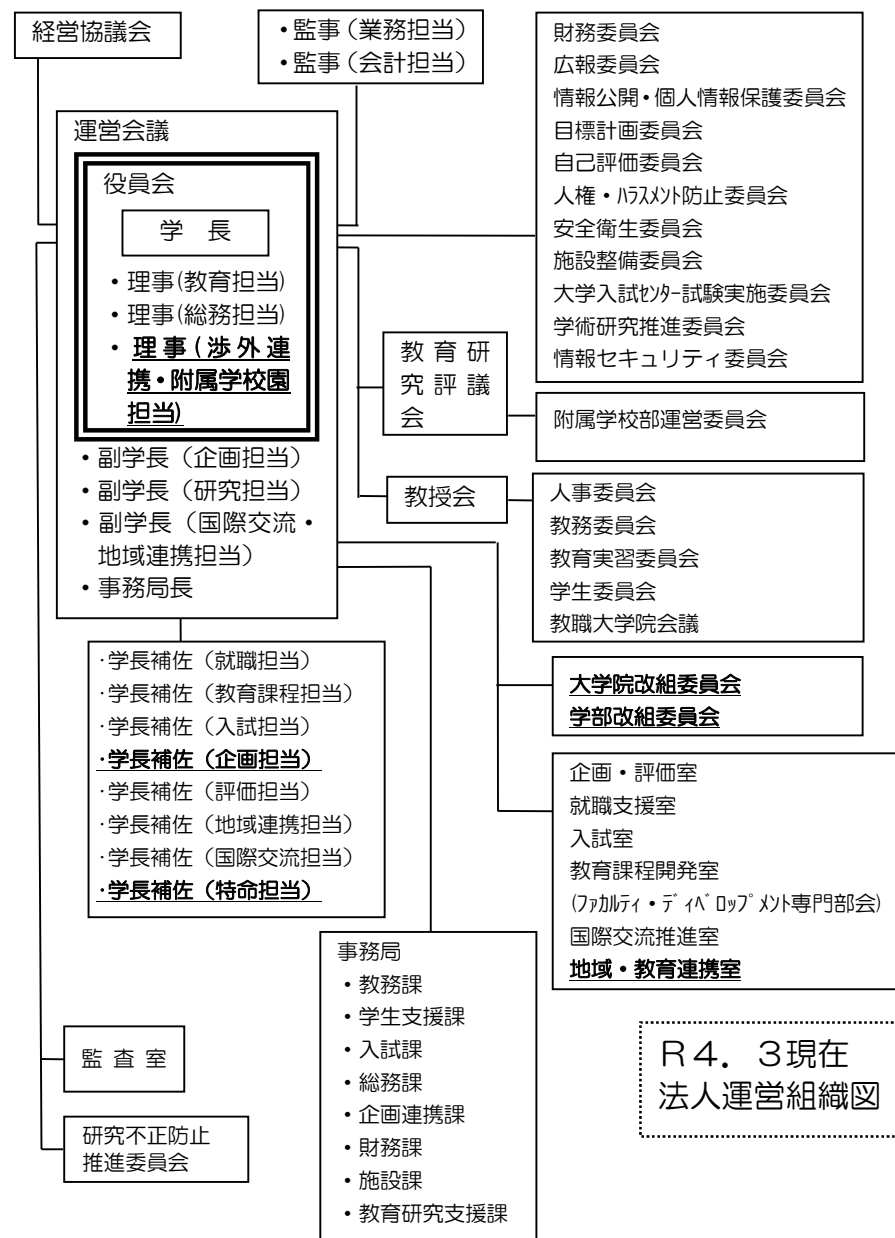 経営協議会
・監事（業務担当）
・監事（会計担当）
財務委員会
広報委員会
情報公開・個人情報保護委員会
目標計画委員会
自己評価委員会
人権・ﾊﾗｽﾒﾝﾄ防止委員会
安全衛生委員会
施設整備委員会
大学入試ｾﾝﾀｰ試験実施委員会
学術研究推進委員会
情報セキュリティ委員会
運営会議
役員会
学　長
・理事(教育担当)
・理事(総務担当)
・理事(渉外連
携・附属学校園
担当)
・副学長（企画担当）
・副学長（研究担当）
・副学長（国際交流・
地域連携担当）
・事務局長
教育研
究評議
会
附属学校部運営委員会
教授会
人事委員会
教務委員会
教育実習委員会
学生委員会
教職大学院会議
・学長補佐（就職担当）
・学長補佐（教育課程担当）
・学長補佐（入試担当）
・学長補佐（企画担当）
・学長補佐（評価担当）
・学長補佐（地域連携担当）
・学長補佐（国際交流担当）
・学長補佐（特命担当）
大学院改組委員会
学部改組委員会
企画・評価室
就職支援室
入試室
教育課程開発室
(ﾌｧｶﾙﾃｨ・ﾃﾞｨﾍﾞﾛｯﾌﾟﾒﾝﾄ専門部会)
国際交流推進室
地域・教育連携室
事務局
・教務課
・学生支援課
・入試課
・総務課
・企画連携課
・財務課
・施設課
・教育研究支援課
監査室
研究不正防止
推進委員会
Ｒ４．３現在
法人運営組織図